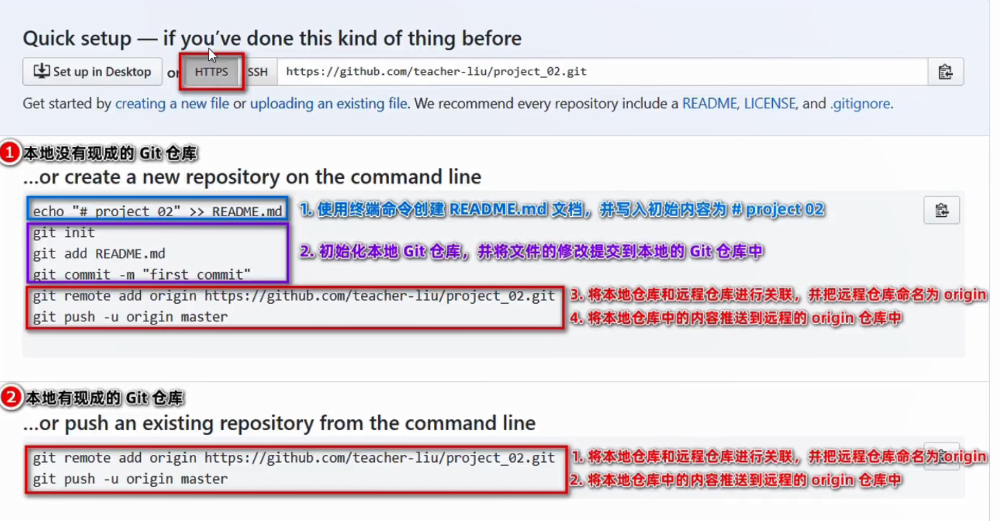 Quick setup — if you've done this kind of thing before
Set up in Desktop or HTTPS SSH https://github.com/teacher-liu/project_02.git
Get started by creating a new file or uploading an existing file. We recommend every repository include a README, LICENSE, and .gitignore.
1 本地没有现成的 Git 仓库
...or create a new repository on the command line
echo "# project_02" >> README.md 1. 使用终端命令创建 README.md 文档，并写入初始内容为 # project 02
git init
git add README.md 2. 初始化本地 Git 仓库，并将文件的修改提交到本地的 Git 仓库中
git commit -m "first commit"
git remote add origin https://github.com/teacher-liu/project_02.git 3. 将本地仓库和远程仓库进行关联，并把远程仓库命名为 origin
git push -u origin master 4. 将本地仓库中的内容推送到远程的 origin 仓库中
2 本地有现成的 Git 仓库
...or push an existing repository from the command line
git remote add origin https://github.com/teacher-liu/project_02.git 1. 将本地仓库和远程仓库进行关联，并把远程仓库命名为 origin
git push -u origin master 2. 将本地仓库中的内容推送到远程的 origin 仓库中